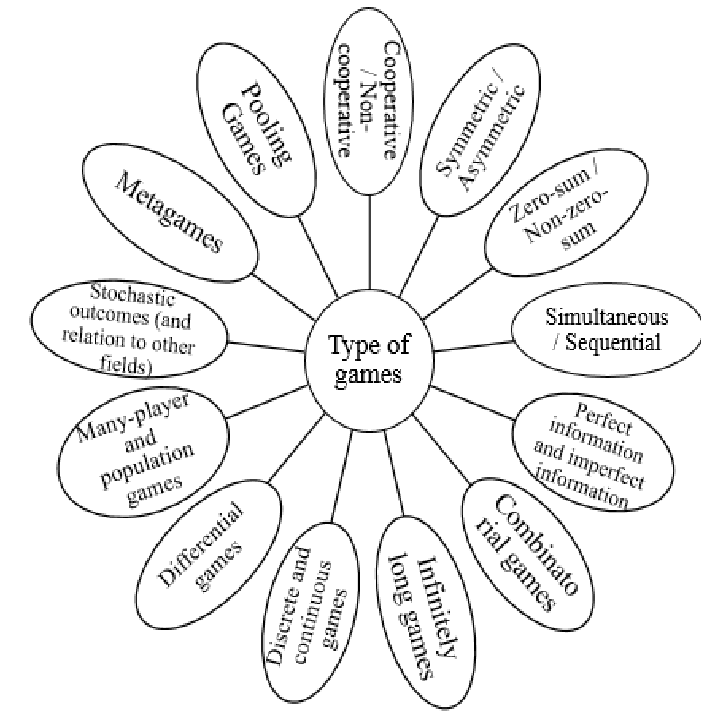 Type of
games
Cooperative
/ Non-
cooperative
Symmetric /
Asymmetric
Zero-sum /
Non-zero-
sum
Simultaneous
/ Sequential
Perfect
information
and imperfect
information
Combinato
rial games
Infinitely
long games
Discrete and
continuous
games
Differential
games
Many-player
and
population
games
Stochastic
outcomes (and
relation to other
fields)
Metagames
Pooling
Games